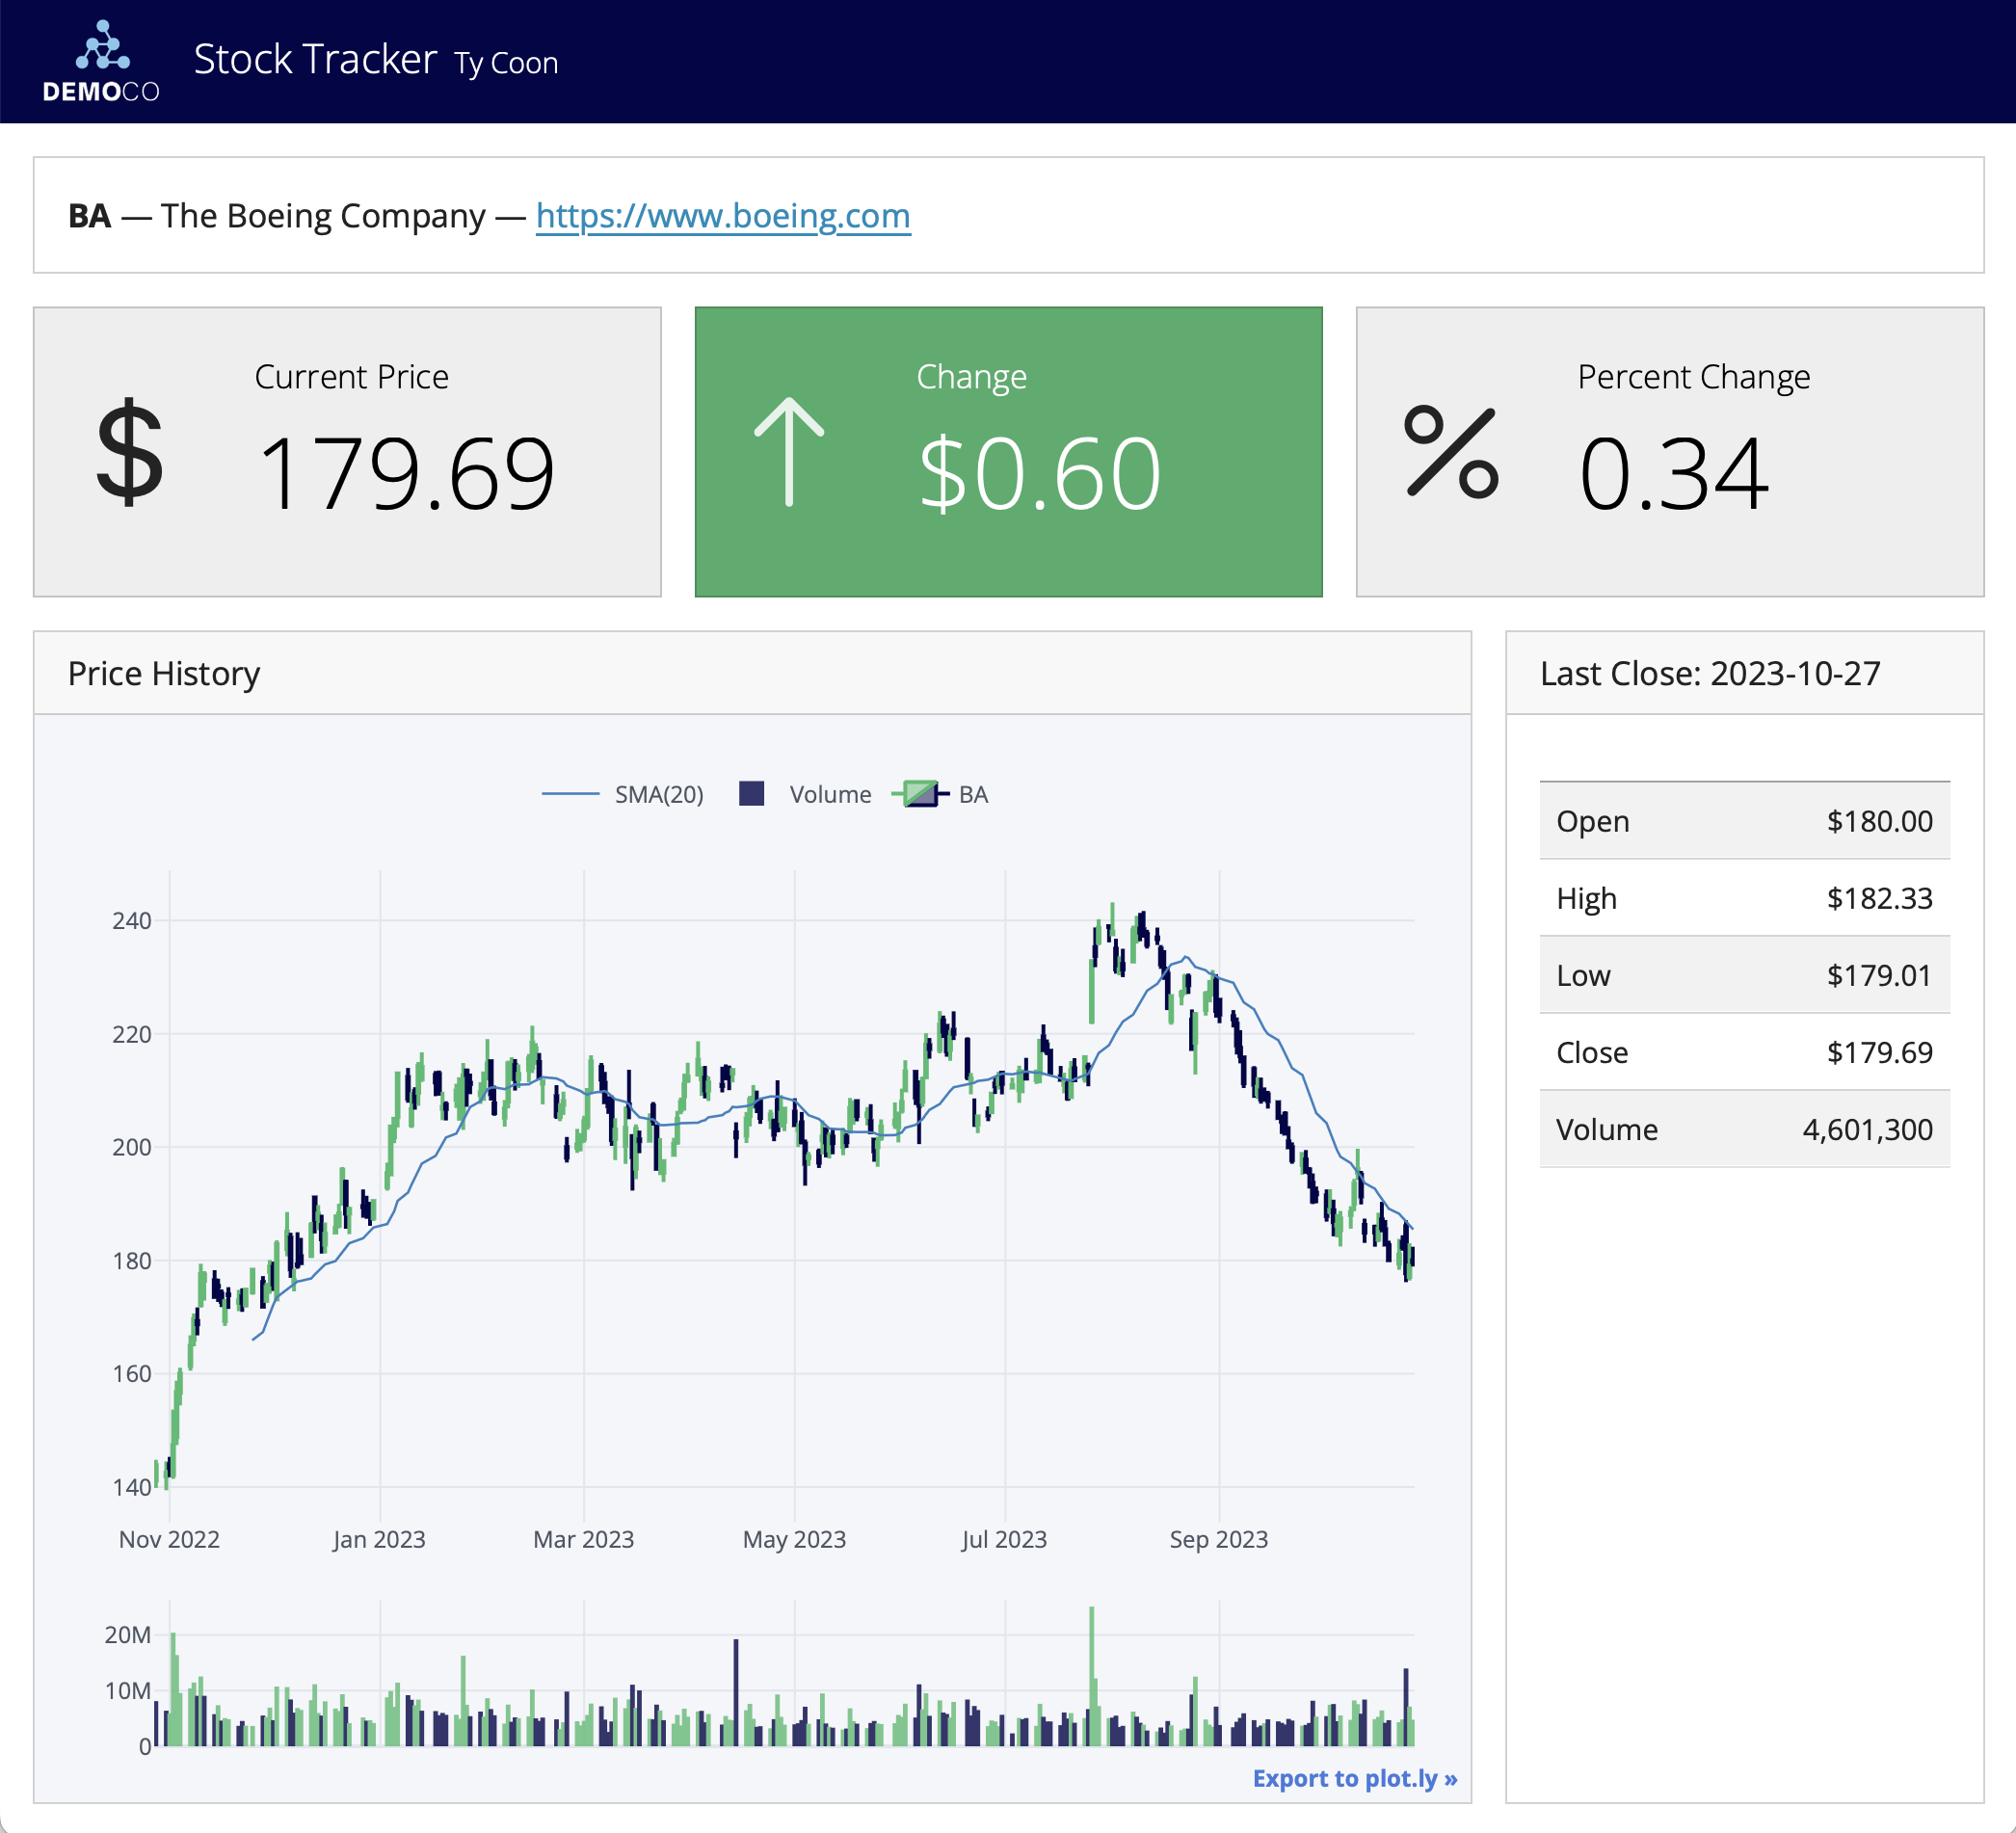 DEMOCO
Stock Tracker Ty Coon
BA — The Boeing Company — https://www.boeing.com
Current Price
$ 179.69
Change
$0.60
Percent Change
% 0.34
Price History
SMA(20) Volume BA
240
220
200
180
160
140
Nov 2022 Jan 2023 Mar 2023 May 2023 Jul 2023 Sep 2023
20M
10M
0
Export to plot.ly »
Last Close: 2023-10-27
Open $180.00
High $182.33
Low $179.01
Close $179.69
Volume 4,601,300